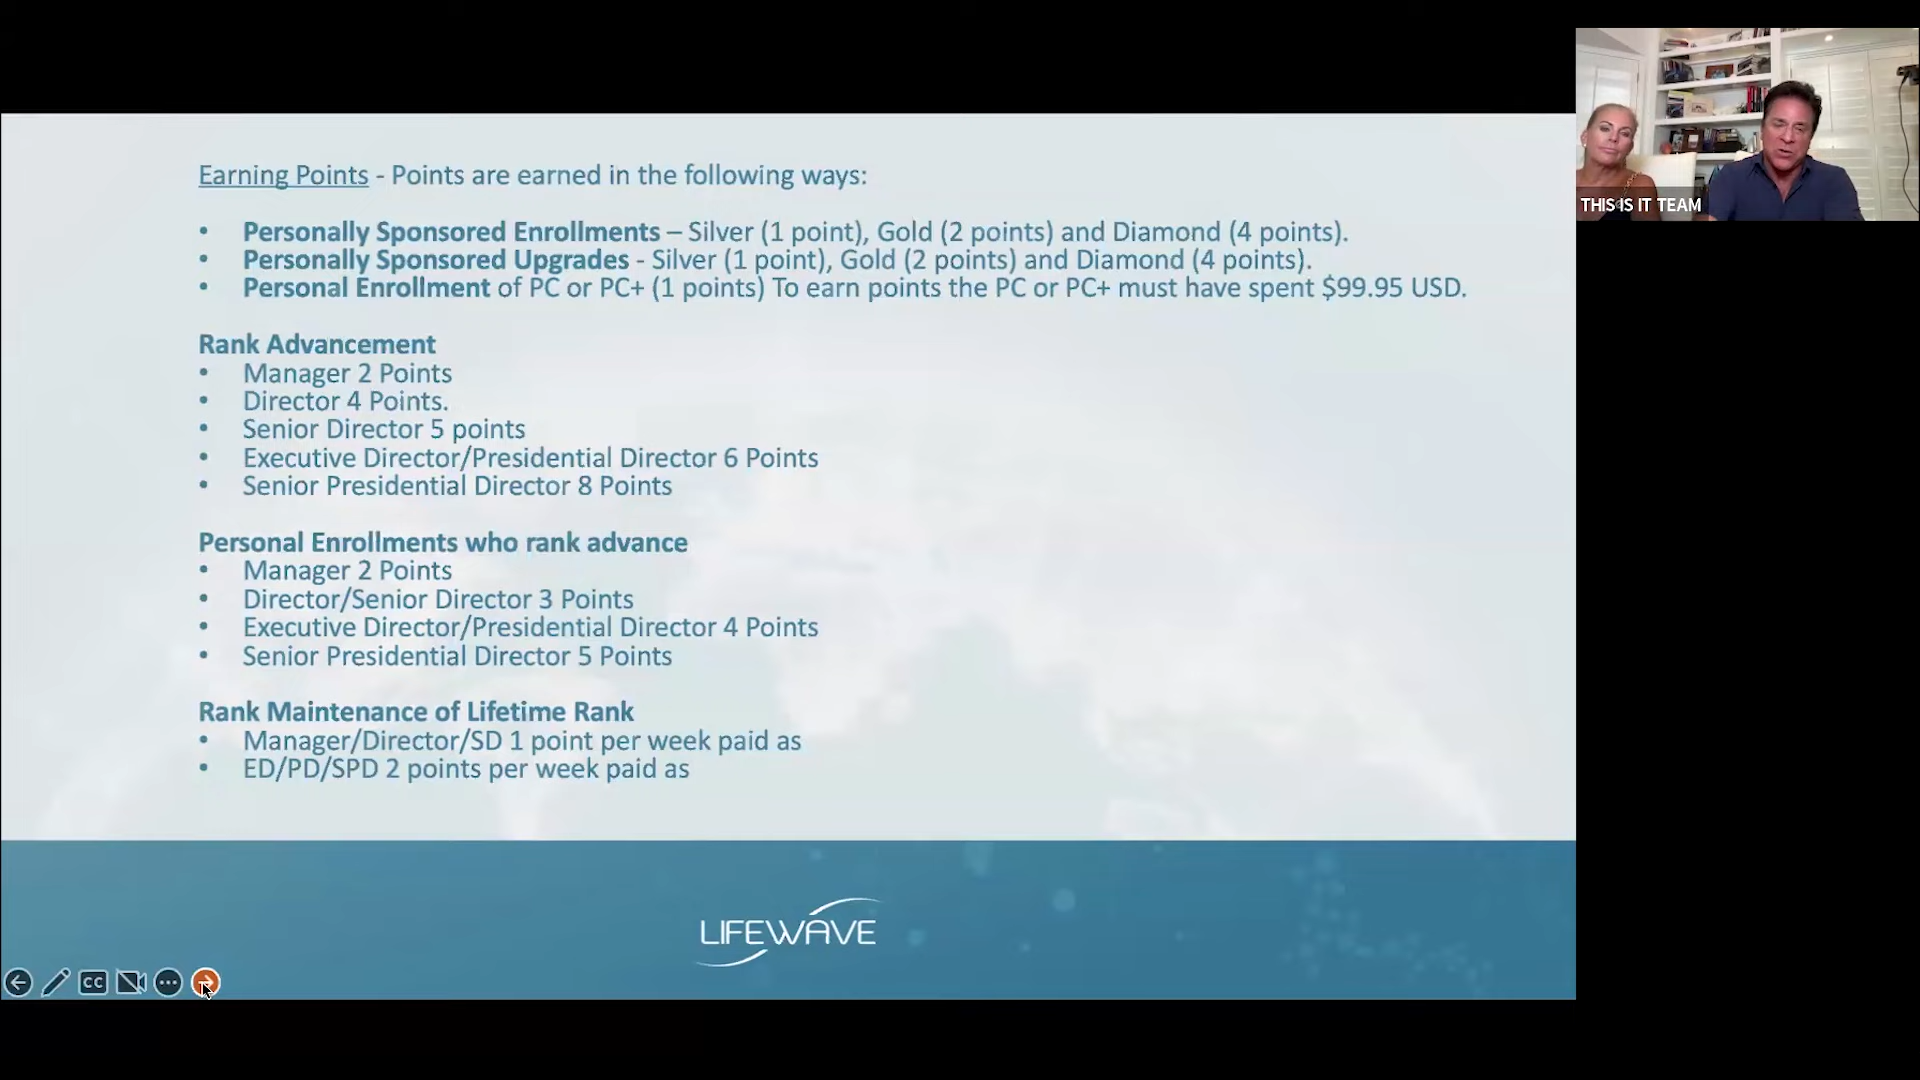 Earning Points - Points are earned in the following ways:
• Personally Sponsored Enrollments – Silver (1 point), Gold (2 points) and Diamond (4 points).
• Personally Sponsored Upgrades - Silver (1 point), Gold (2 points) and Diamond (4 points).
• Personal Enrollment of PC or PC+ (1 points) To earn points the PC or PC+ must have spent $99.95 USD.
Rank Advancement
• Manager 2 Points
• Director 4 Points.
• Senior Director 5 points
• Executive Director/Presidential Director 6 Points
• Senior Presidential Director 8 Points
Personal Enrollments who rank advance
• Manager 2 Points
• Director/Senior Director 3 Points
• Executive Director/Presidential Director 4 Points
• Senior Presidential Director 5 Points
Rank Maintenance of Lifetime Rank
• Manager/Director/SD 1 point per week paid as
• ED/PD/SPD 2 points per week paid as
LIFEWAVE
CC
THIS IS IT TEAM